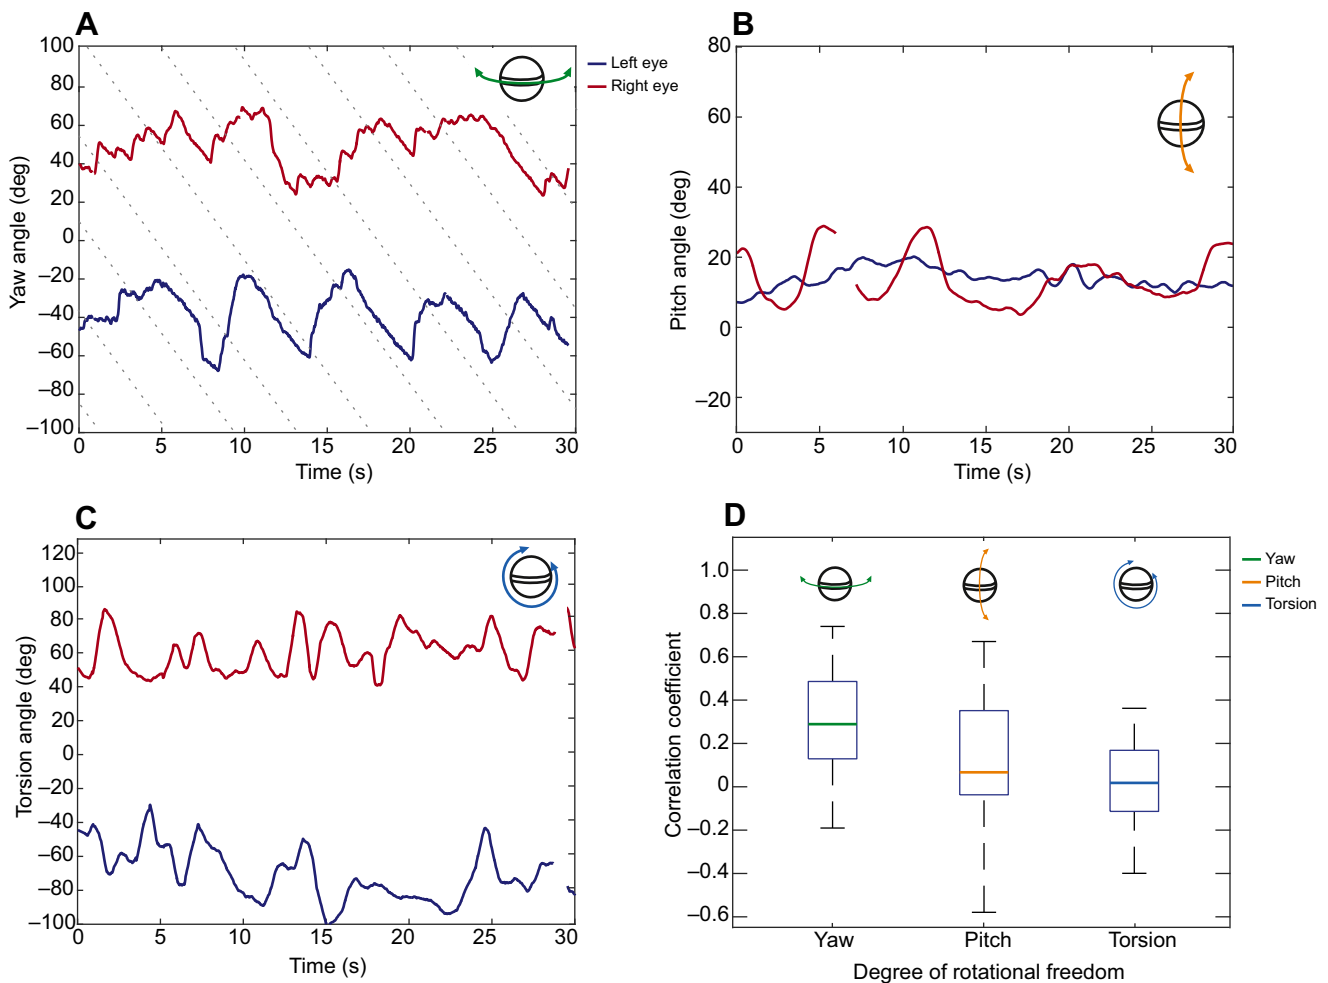 A
100
80
60
40
20
0
–20
–40
–60
–80
–100
Yaw angle (deg)
0 5 10 15 20 25 30
Time (s)
Left eye
Right eye
B
80
60
40
20
0
–20
Pitch angle (deg)
0 5 10 15 20 25 30
Time (s)
C
120
100
80
60
40
20
0
–20
–40
–60
–80
–100
Torsion angle (deg)
0 5 10 15 20 25 30
Time (s)
D
1.0
0.8
0.6
0.4
0.2
0
–0.2
–0.4
–0.6
Correlation coefficient
Yaw Pitch Torsion
Degree of rotational freedom
Yaw
Pitch
Torsion